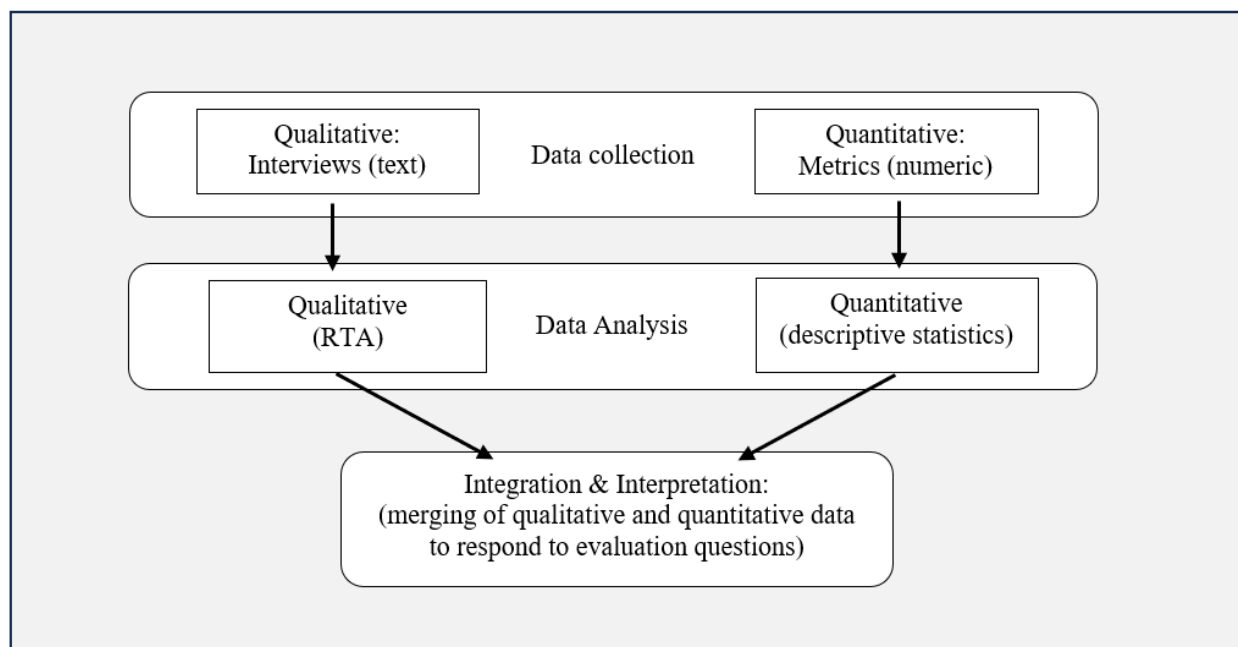 Qualitative:
Interviews (text)
Data collection
Quantitative:
Metrics (numeric)
Qualitative
(RTA)
Data Analysis
Quantitative
(descriptive statistics)
Integration & Interpretation:
(merging of qualitative and quantitative data
to respond to evaluation questions)